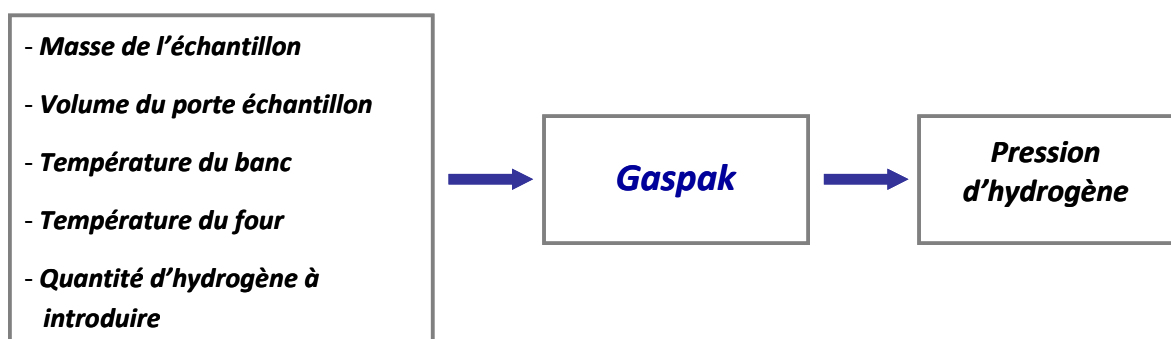 - Masse de l’échantillon
- Volume du porte échantillon
- Température du banc
- Température du four
- Quantité d’hydrogène à
introduire
Gaspak
Pression
d’hydrogène